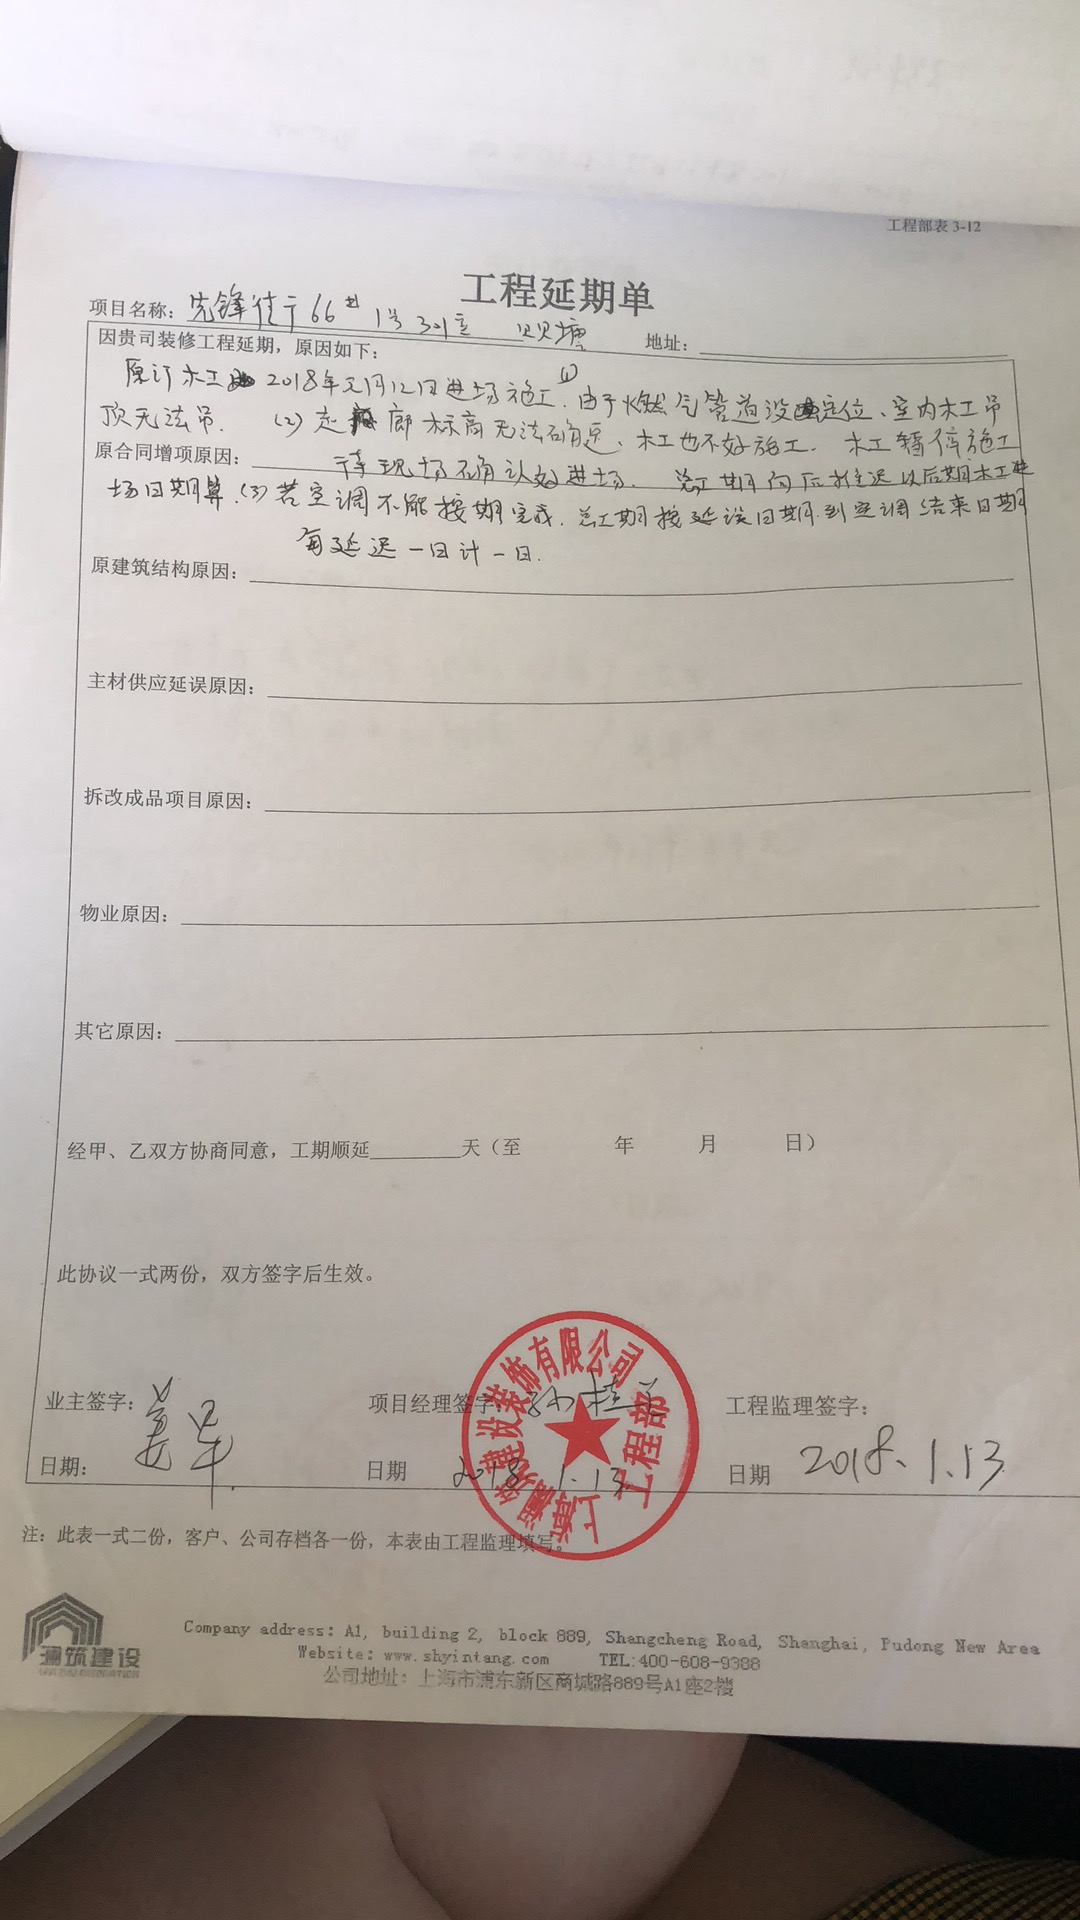 工程部表 3-12
工程延期单
项目名称：先锋街于66 1号 贝贝塘 地址：
因贵司装修工程延期，原因如下：
原订木工 2018年元月12日进场施工.(1)由于燃气管道没定位、室内木工吊
顶无法吊. (2)走廊标高无法确定、木工也不好施工. 木工暂停施工
原合同增项原因： 待现场确认好进场. 总工期向后推迟以后期木工进
场日期算.(3)若空调不能按期完成.总工期按延误日期.到空调结束日期
每延迟一日计一日.
原建筑结构原因：
主材供应延误原因：
拆改成品项目原因：
物业原因：
其它原因：
经甲、乙双方协商同意，工期顺延 天（至 年 月 日）
此协议一式两份，双方签字后生效。
业主签字： 项目经理签字： 工程监理签字：
日期： 日期 2018.1.13 日期 2018.1.13
建设装饰有限公司
工程部
注：此表一式二份，客户、公司存档各一份，本表由工程监理填写。
澜筑建设
Company address: A1, building 2, block 889, Shangcheng Road, Shanghai, Pudong New Area
Website: www.shyintang.com TEL:400-608-9388
公司地址：上海市浦东新区商城路889号A1座2楼